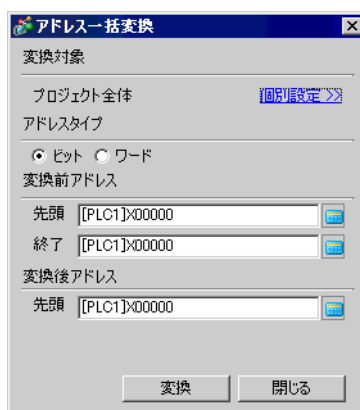 アドレス一括変換
変換対象
プロジェクト全体 個別設定 >>
アドレスタイプ
ビット ワード
変換前アドレス
先頭 [PLC1]X00000
終了 [PLC1]X00000
変換後アドレス
先頭 [PLC1]X00000
変換 閉じる